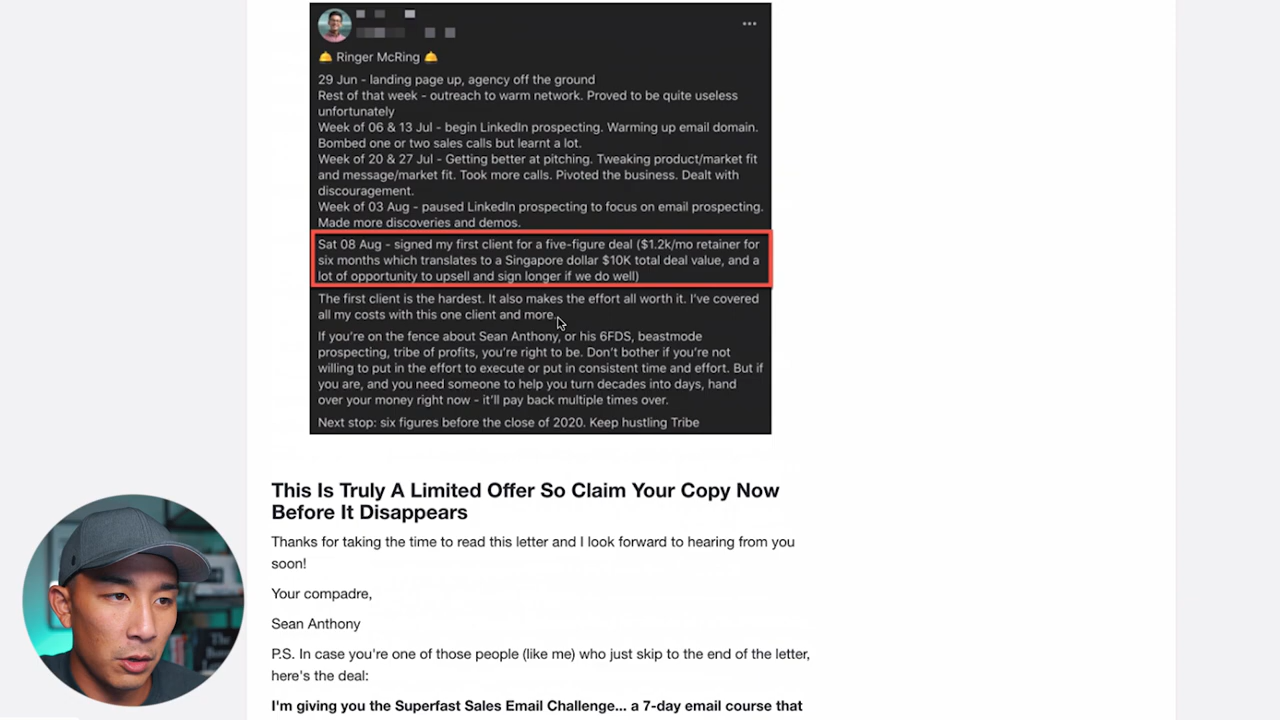 Ringer McRing
29 Jun - landing page up, agency off the ground
Rest of that week - outreach to warm network. Proved to be quite useless
unfortunately
Week of 06 & 13 Jul - begin LinkedIn prospecting. Warming up email domain.
Bombed one or two sales calls but learnt a lot.
Week of 20 & 27 Jul - Getting better at pitching. Tweaking product/market fit
and message/market fit. Took more calls. Pivoted the business. Dealt with
discouragement.
Week of 03 Aug - paused LinkedIn prospecting to focus on email prospecting.
Made more discoveries and demos.
Sat 08 Aug - signed my first client for a five-figure deal ($1.2k/mo retainer for
six months which translates to a Singapore dollar $10K total deal value, and a
lot of opportunity to upsell and sign longer if we do well)
The first client is the hardest. It also makes the effort all worth it. I've covered
all my costs with this one client and more.
If you're on the fence about Sean Anthony, or his 6FDS, beastmode
prospecting, tribe of profits, you're right to be. Don't bother if you're not
willing to put in the effort to execute or put in consistent time and effort. But if
you are, and you need someone to help you turn decades into days, hand
over your money right now - it'll pay back multiple times over.
Next stop: six figures before the close of 2020. Keep hustling Tribe
This Is Truly A Limited Offer So Claim Your Copy Now
Before It Disappears
Thanks for taking the time to read this letter and I look forward to hearing from you
soon!
Your compadre,
Sean Anthony
P.S. In case you're one of those people (like me) who just skip to the end of the letter,
here's the deal:
I'm giving you the Superfast Sales Email Challenge... a 7-day email course that